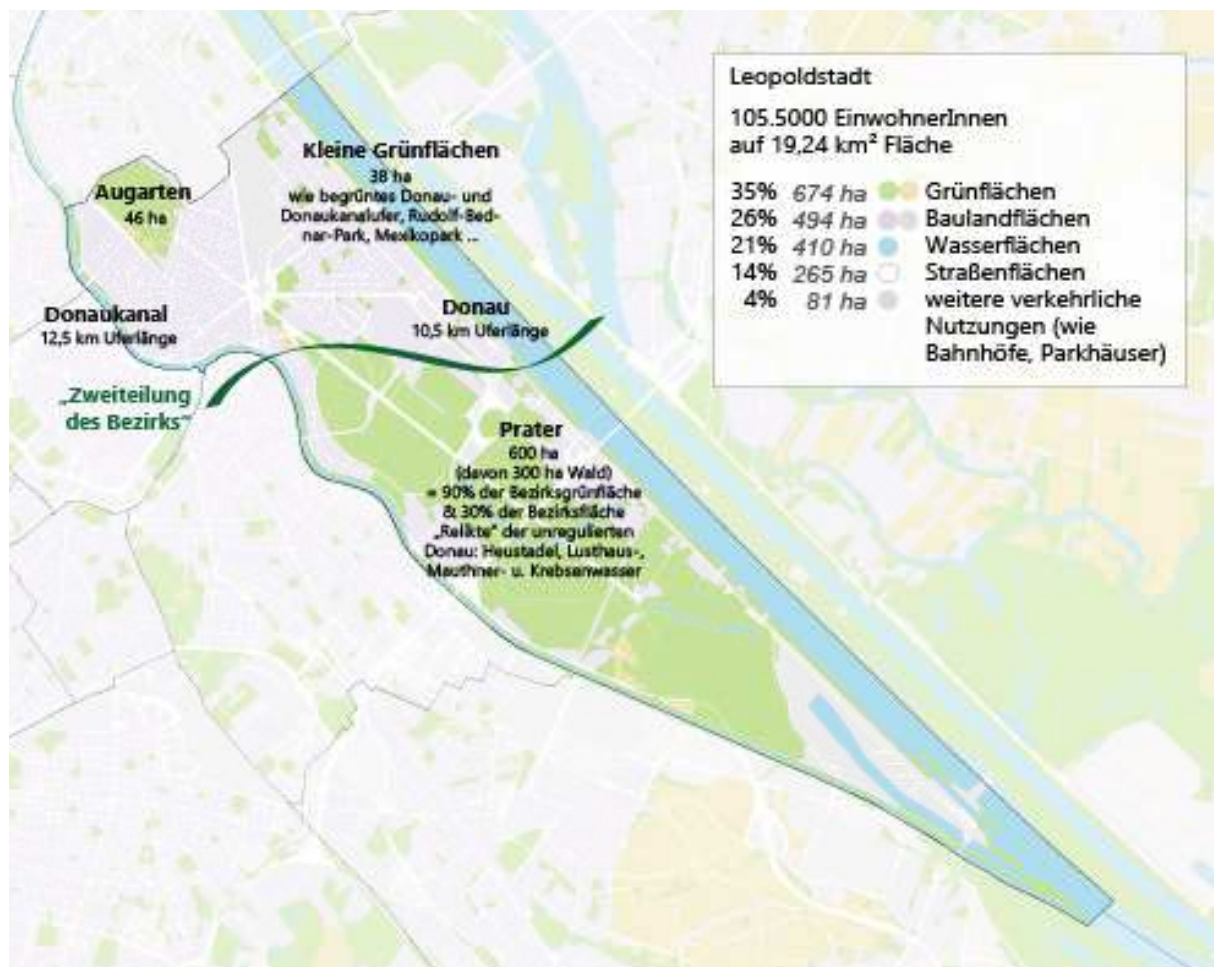 Leopoldstadt
105.5000 EinwohnerInnen
auf 19,24 km² Fläche
35% 674 ha Grünflächen
26% 494 ha Baulandflächen
21% 410 ha Wasserflächen
14% 265 ha Straßenflächen
4% 81 ha weitere verkehrliche
Nutzungen (wie
Bahnhöfe, Parkhäuser)
Kleine Grünflächen
38 ha
wie begrüntes Donau- und
Donaukanalufer, Rudolf-Bed-
nar-Park, Mexikopark ...
Augarten
46 ha
Donaukanal
12,5 km Uferlänge
Donau
10,5 km Uferlänge
„Zweiteilung
des Bezirks“
Prater
600 ha
(davon 300 ha Wald)
= 90% der Bezirksgrünfläche
& 30% der Bezirksfläche
„Relikte“ der unregulierten
Donau: Heustadel, Lusthaus-,
Mauthner- u. Krebsenwasser